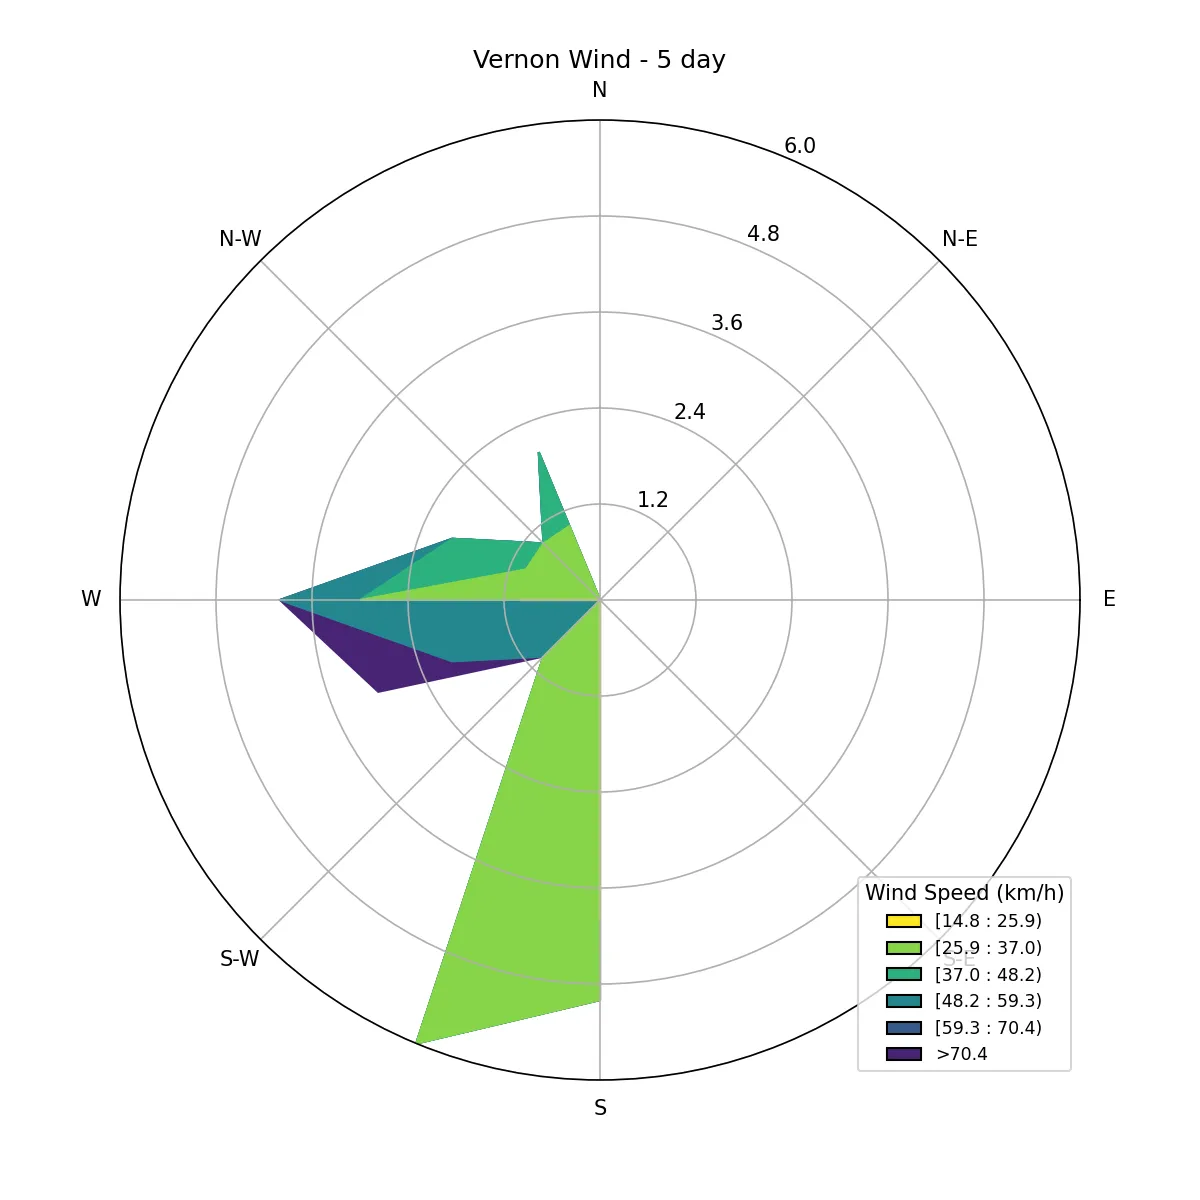 Vernon Wind - 5 day
N
6.0
N-W
4.8
N-E
3.6
2.4
1.2
W
E
S-W
S-E
S
Wind Speed (km/h)
[14.8 : 25.9)
[25.9 : 37.0)
[37.0 : 48.2)
[48.2 : 59.3)
[59.3 : 70.4)
>70.4